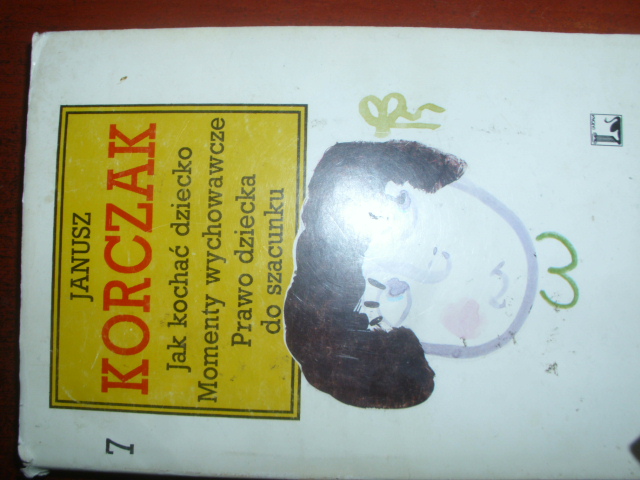 JANUSZ
KORCZAK
Jak kochać dziecko
Momenty wychowawcze
Prawo dziecka
do szacunku
7